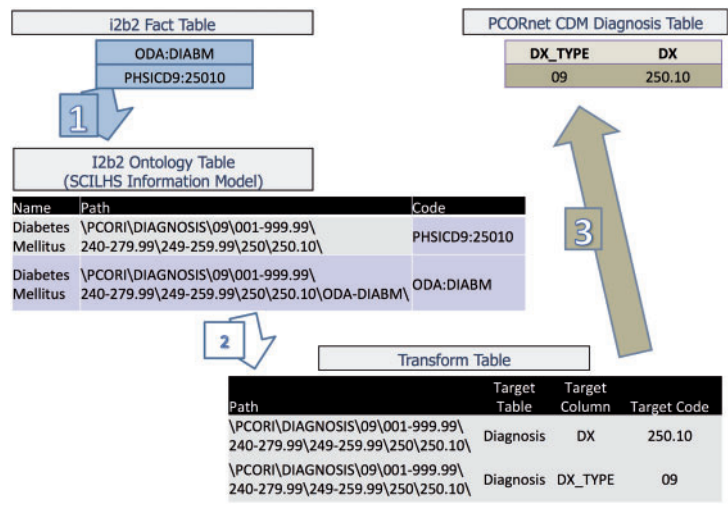 i2b2 Fact Table
ODA:DIABM
PHSICD9:25010
PCORnet CDM Diagnosis Table
DX_TYPE DX
09 250.10
1
I2b2 Ontology Table
(SCILHS Information Model)
Name Path Code
Diabetes \PCORI\DIAGNOSIS\09\001-999.99\
Mellitus 240-279.99\249-259.99\250\250.10\ PHSICD9:25010
Diabetes \PCORI\DIAGNOSIS\09\001-999.99\
Mellitus 240-279.99\249-259.99\250\250.10\ODA-DIABM\ ODA:DIABM
3
2
Transform Table
Target Target
Path Table Column Target Code
\PCORI\DIAGNOSIS\09\001-999.99\
240-279.99\249-259.99\250\250.10\ Diagnosis DX 250.10
\PCORI\DIAGNOSIS\09\001-999.99\
240-279.99\249-259.99\250\250.10\ Diagnosis DX_TYPE 09